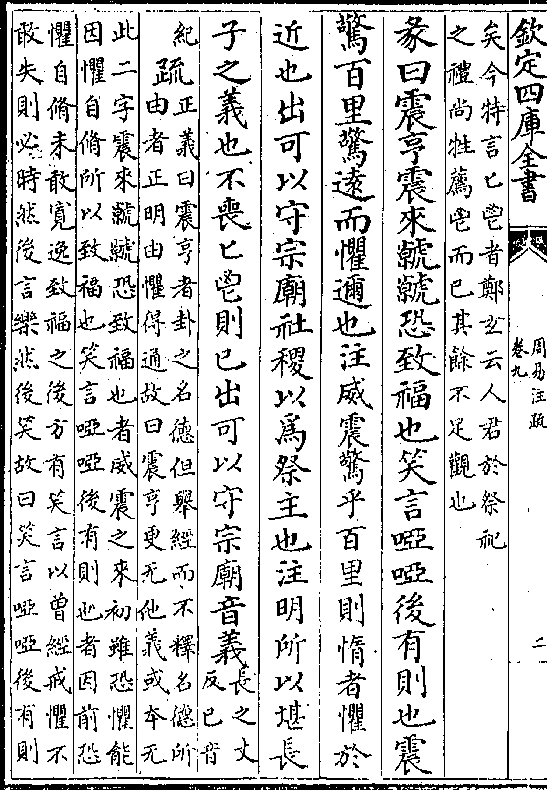 欽定四庫全書
周易注疏
卷九
二
矣今特言匕鬯者鄭𤣥云人君於祭祀
之禮尚牲薦鬯而已其餘不足觀也
彖曰震亨震來虩虩恐致福也笑言啞啞後有則也震
驚百里驚逺而懼邇也注威震驚乎百里則惰者懼於
近也出可以守宗廟社稷以為祭主也注明所以堪長
子之義也不喪匕鬯則已出可以守宗廟音義長之丈
反已音
紀疏正義曰震亨者卦之名德但舉經而不釋名德所
由者正明由懼得通故曰震亨更无他義或本无
此二字震來虩虩恐致福也者威震之來初雖恐懼能
因懼自脩所以致福也笑言啞啞後有則也者因前恐
懼自脩未敢寛逸致福之後方有笑言以曽經戒懼不
敢失則必時然後言樂然後笑故曰笑言啞啞後有則